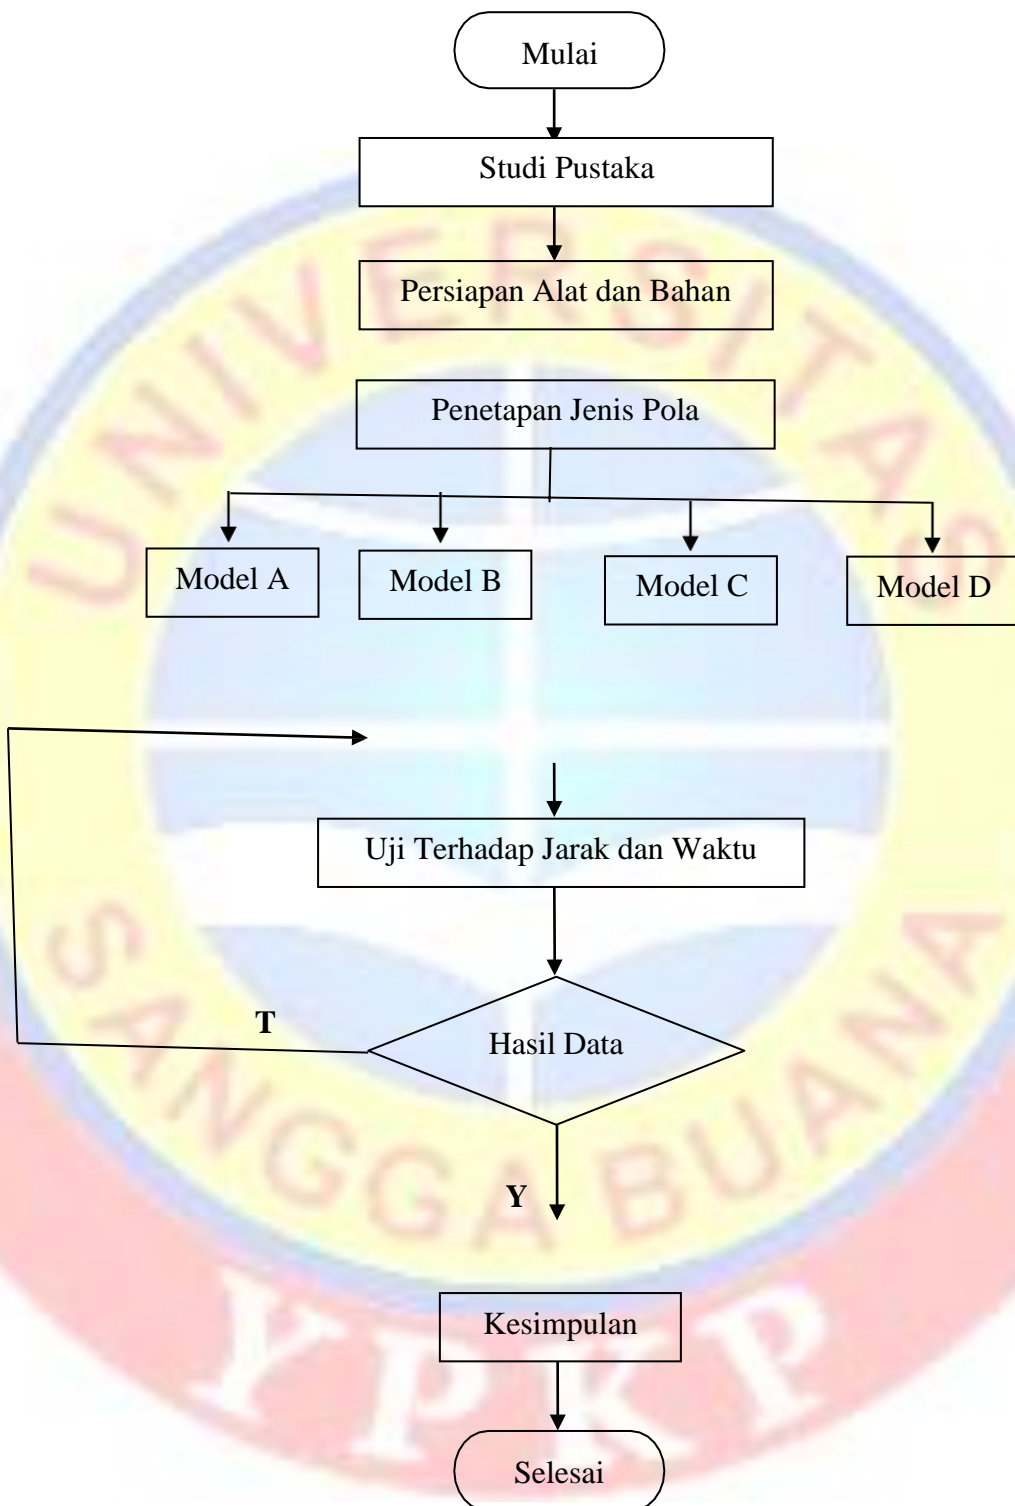 Mulai
Studi Pustaka
Persiapan Alat dan Bahan
Penetapan Jenis Pola
Model A
Model B
Model C
Model D
Uji Terhadap Jarak dan Waktu
T
Hasil Data
Y
Kesimpulan
Selesai
UNIVERSITAS
SANGGA BUANA
YPKP